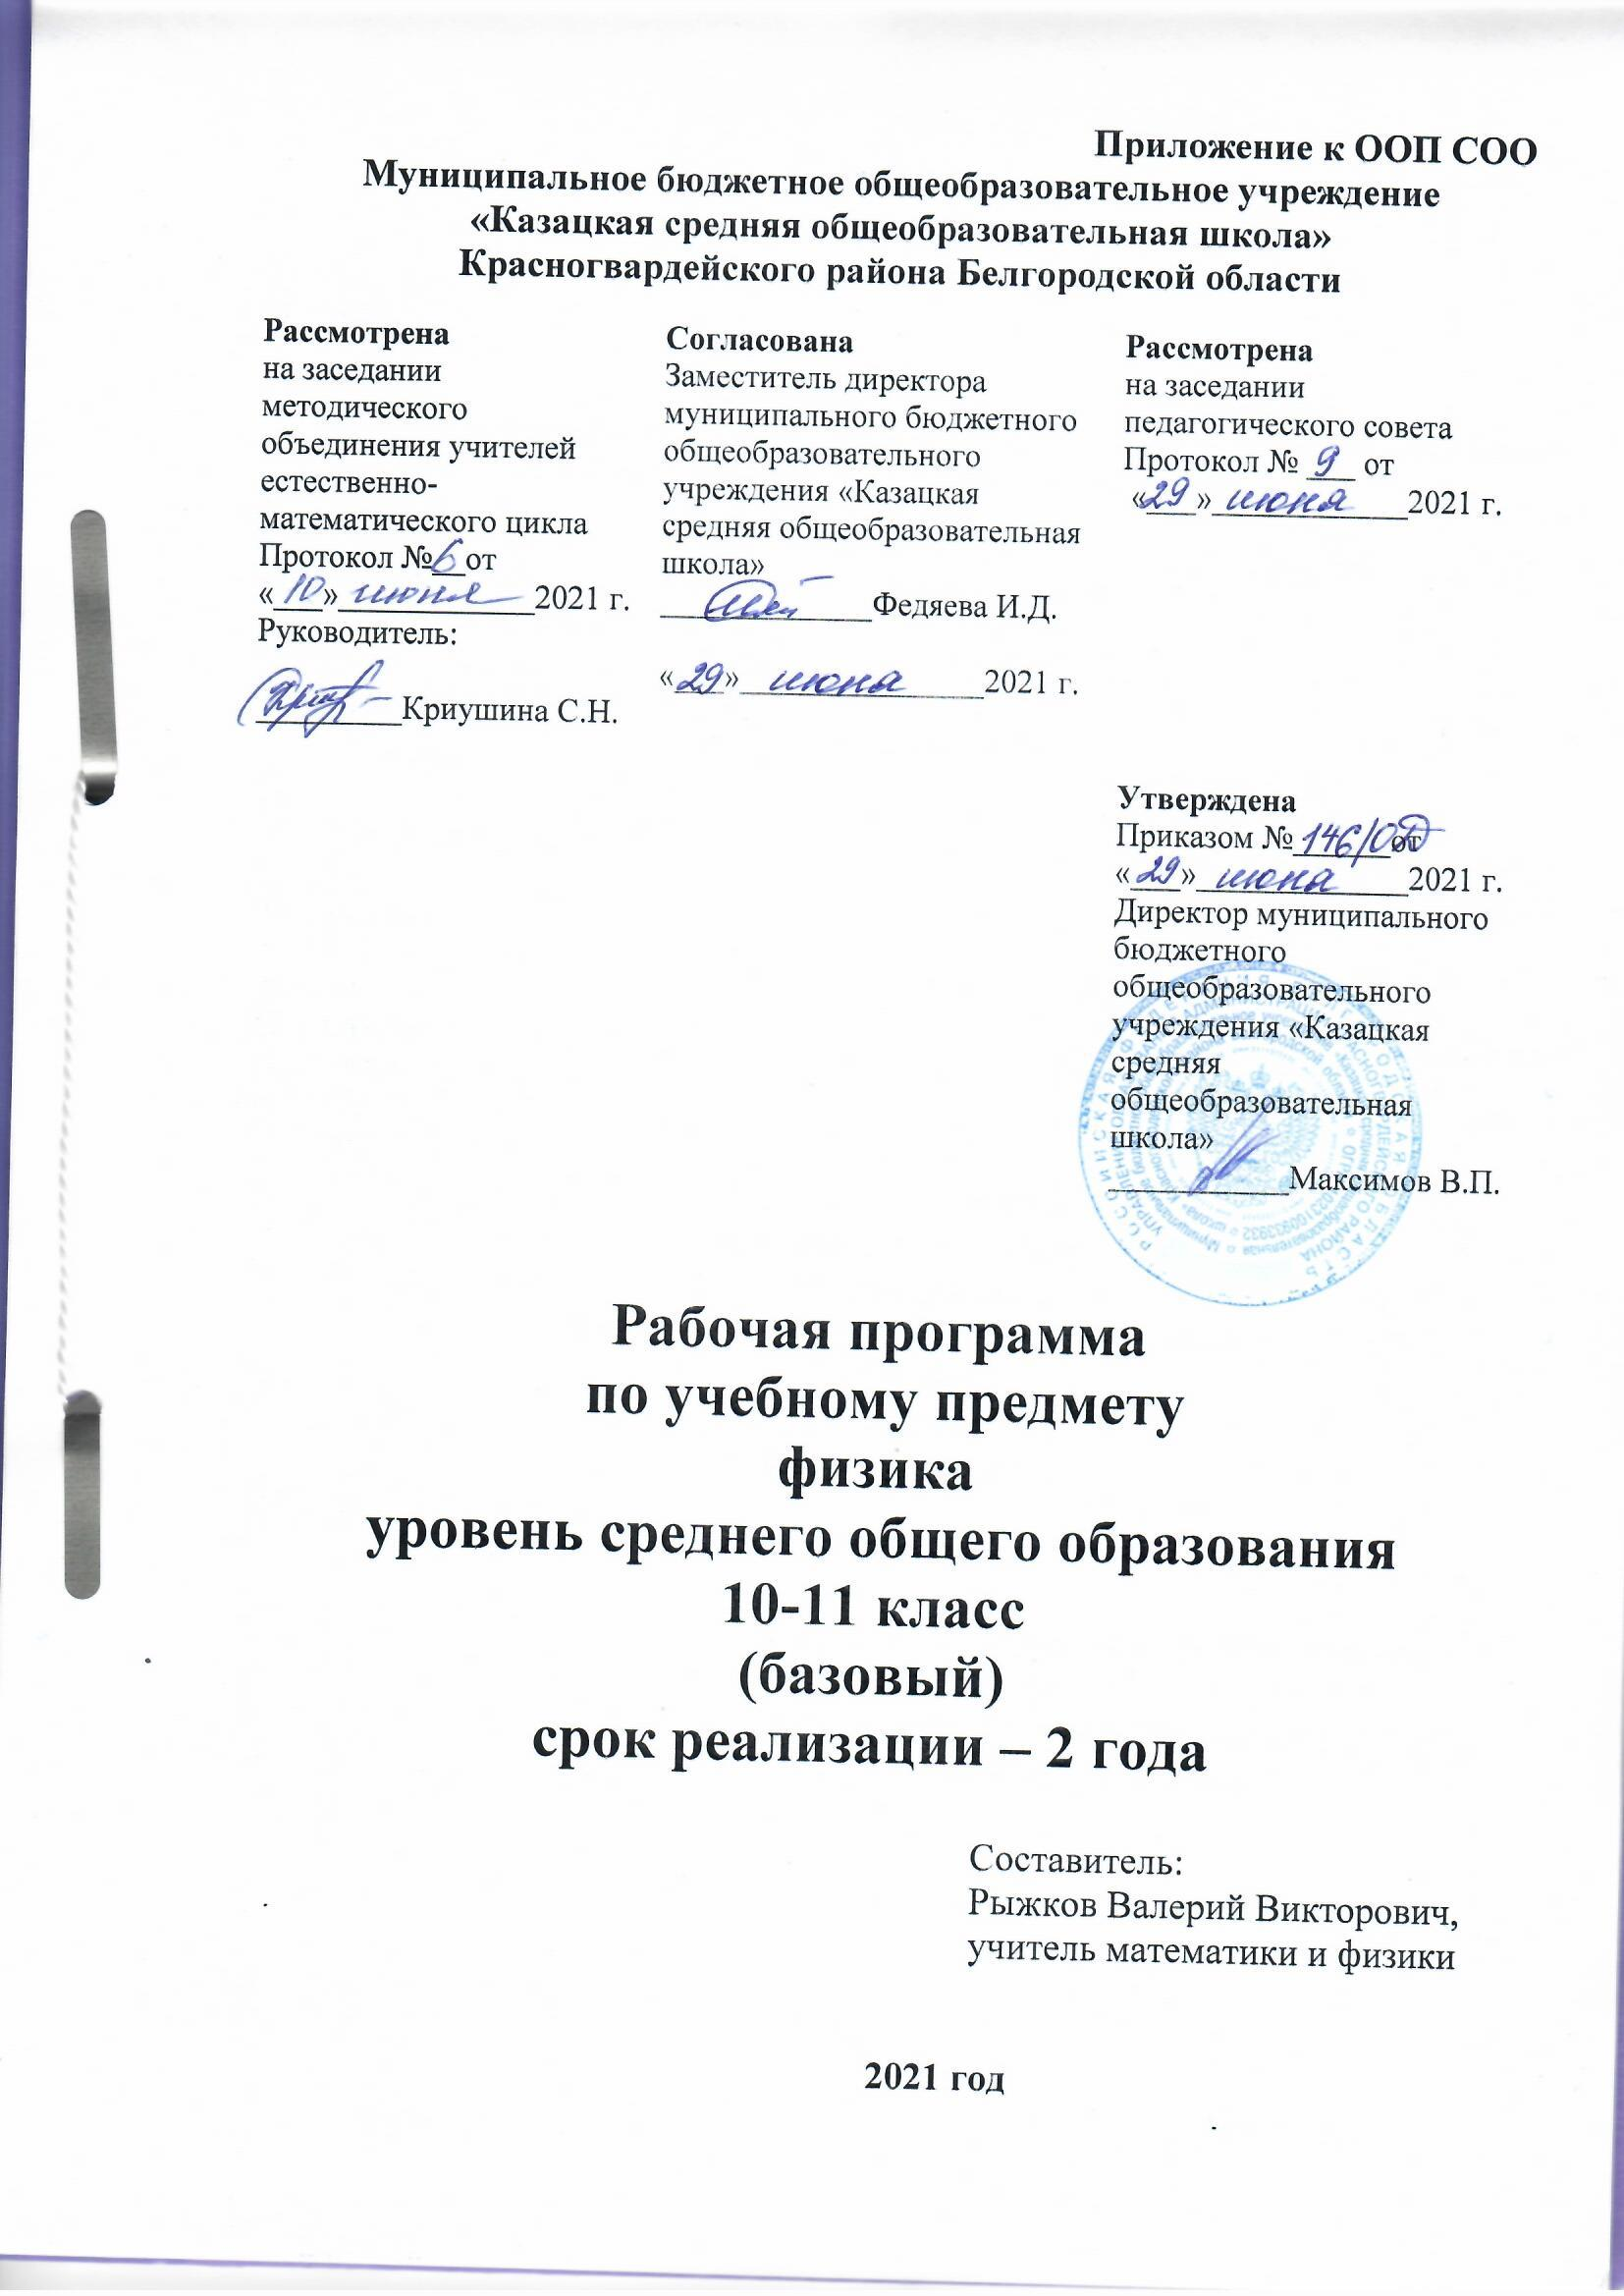 Приложение к ООП СОО
Муниципальное бюджетное общеобразовательное учреждение
«Казацкая средняя общеобразовательная школа»
Красногвардейского района Белгородской области
Рассмотрена
на заседании
методического
объединения учителей
естественно-
математического цикла
Протокол № 6 от
«10» июня 2021 г.
Руководитель:
Криушина С.Н.
Согласована
Заместитель директора
муниципального бюджетного
общеобразовательного
учреждения «Казацкая
средняя общеобразовательная
школа»
Федяева И.Д.
«29» июня 2021 г.
Рассмотрена
на заседании
педагогического совета
Протокол № 9 от
«29» июня 2021 г.
Утверждена
Приказом № 146/ОД от
«29» июня 2021 г.
Директор муниципального
бюджетного
общеобразовательного
учреждения «Казацкая
средняя
общеобразовательная
школа»
Максимов В.П.
Рабочая программа
по учебному предмету
физика
уровень среднего общего образования
10-11 класс
(базовый)
срок реализации – 2 года
Составитель:
Рыжков Валерий Викторович,
учитель математики и физики
2021 год